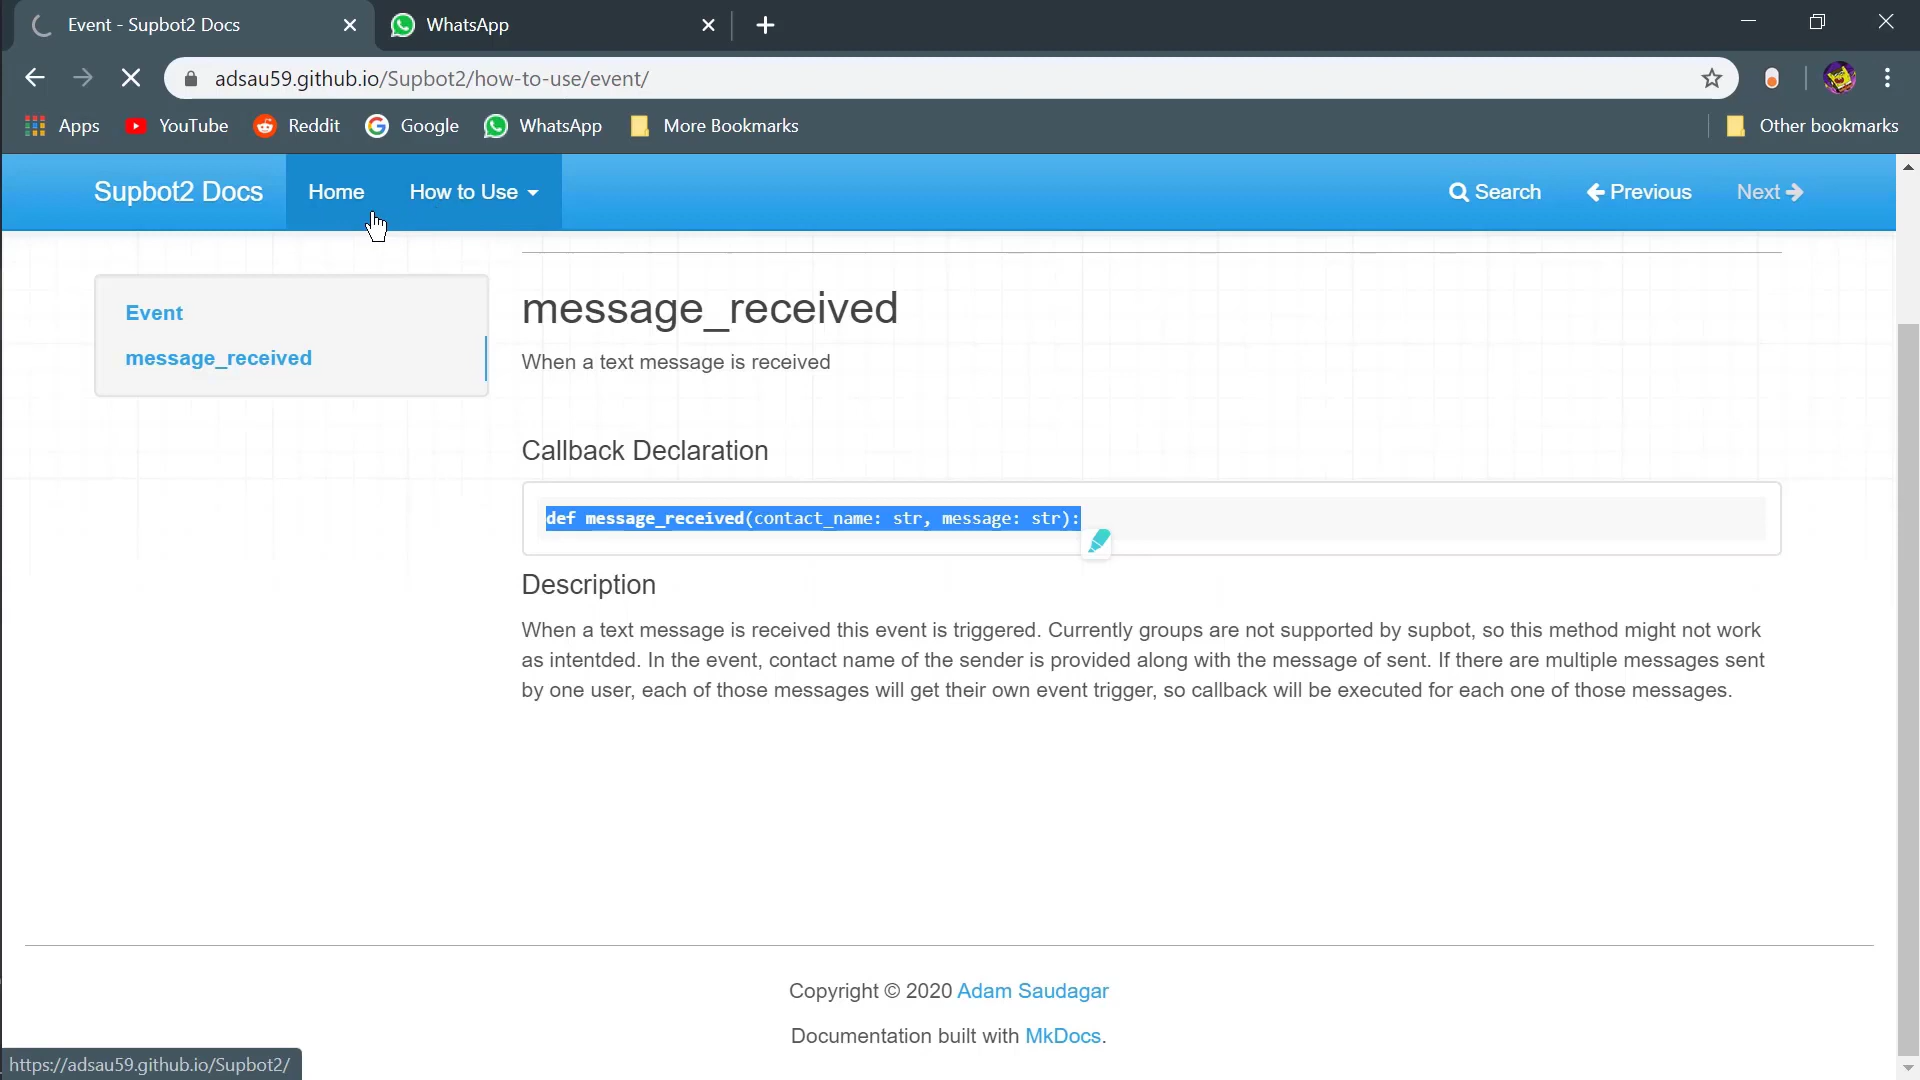 Event - Supbot2 Docs
WhatsApp
adsau59.github.io/Supbot2/how-to-use/event/
Apps YouTube Reddit Google WhatsApp More Bookmarks Other bookmarks
Supbot2 Docs Home How to Use Search Previous Next
Event
message_received
message_received
When a text message is received
Callback Declaration
def message_received(contact_name: str, message: str):
Description
When a text message is received this event is triggered. Currently groups are not supported by supbot, so this method might not work
as intentded. In the event, contact name of the sender is provided along with the message of sent. If there are multiple messages sent
by one user, each of those messages will get their own event trigger, so callback will be executed for each one of those messages.
Copyright © 2020 Adam Saudagar
Documentation built with MkDocs.
https://adsau59.github.io/Supbot2/